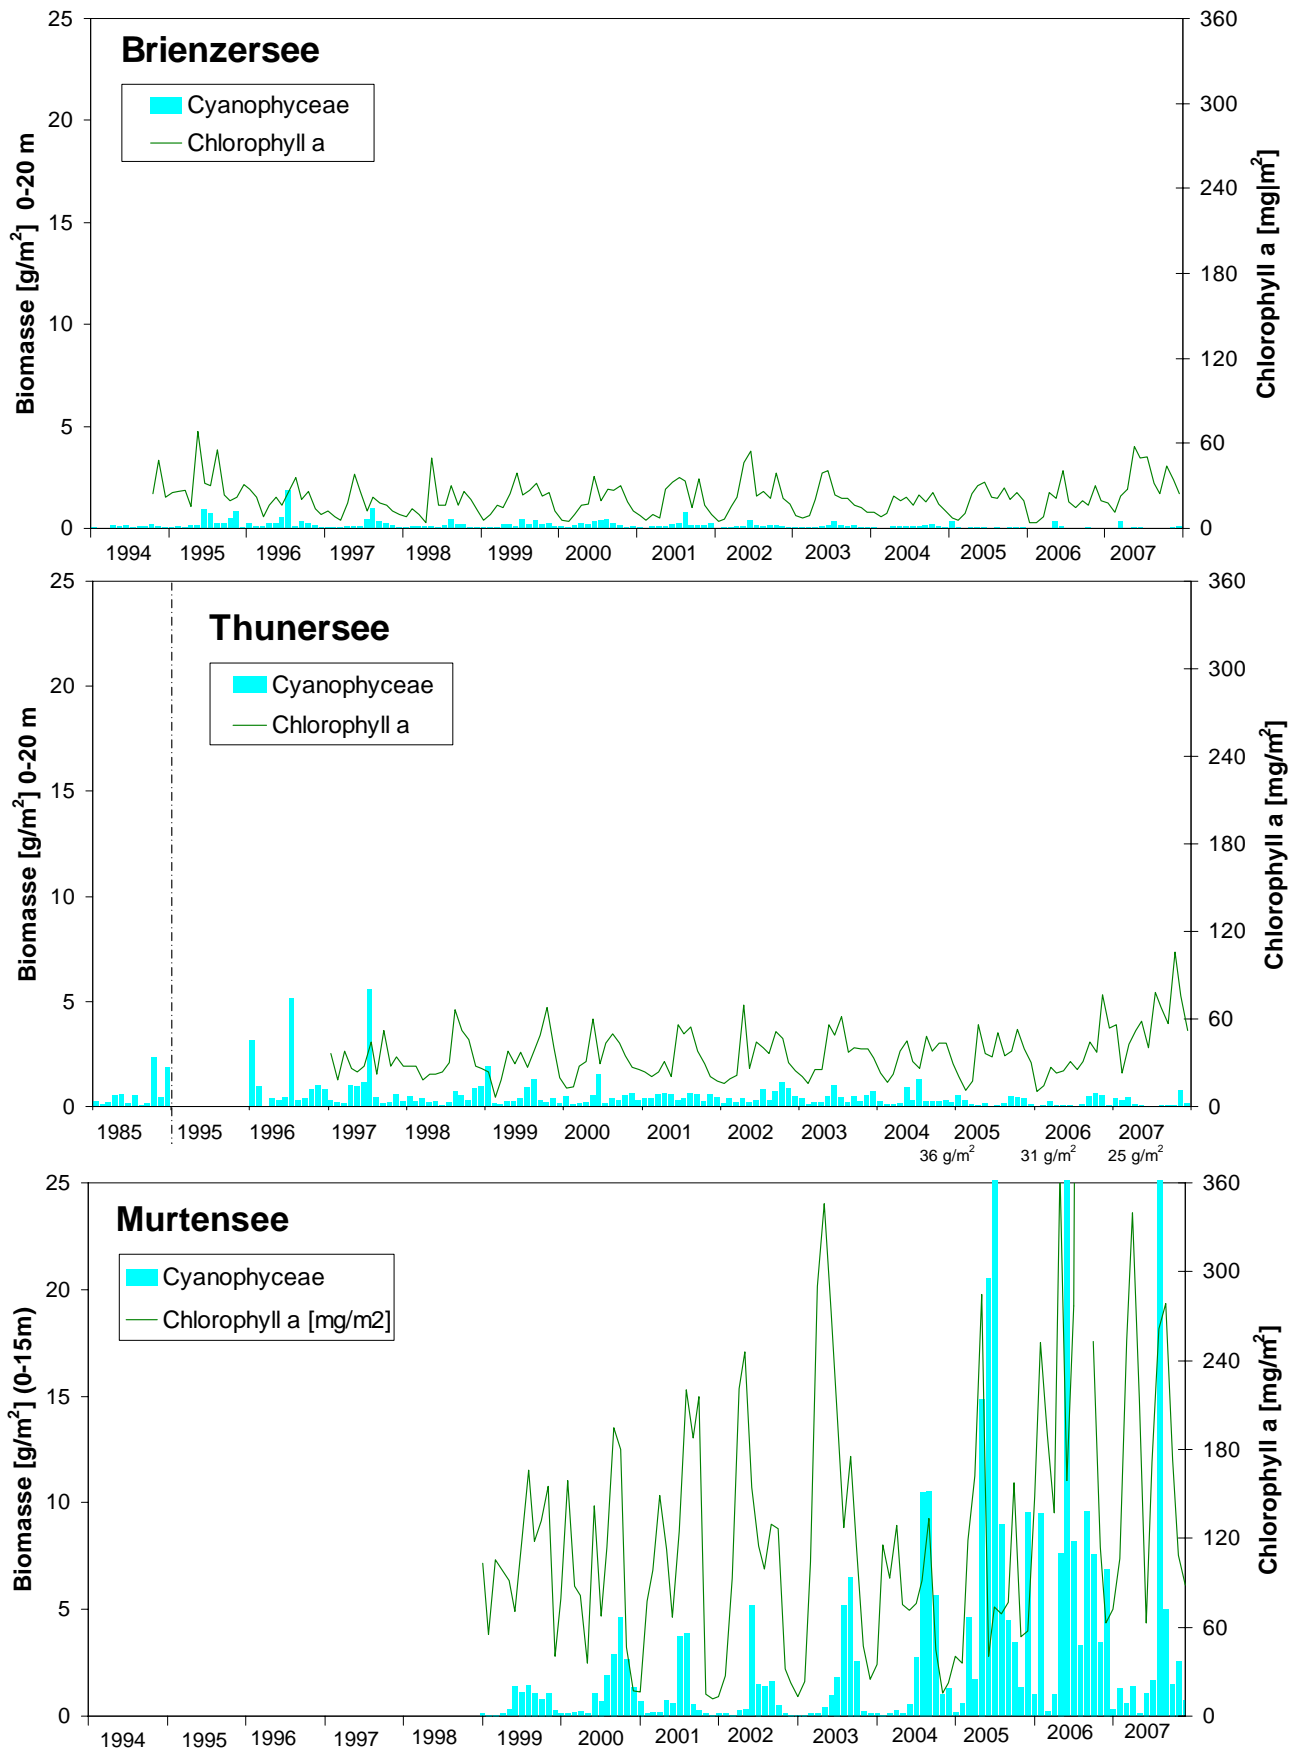 Brienzersee
Cyanophyceae
Chlorophyll a
Biomasse [g/m²] 0-20 m
25
20
15
10
5
0
Chlorophyll a [mg|m²]
360
300
240
180
120
60
0
1994 1995 1996 1997 1998 1999 2000 2001 2002 2003 2004 2005 2006 2007
Thunersee
Cyanophyceae
Chlorophyll a
Biomasse [g/m²] 0-20 m
25
20
15
10
5
0
Chlorophyll a [mg/m²]
360
300
240
180
120
60
0
1985 1995 1996 1997 1998 1999 2000 2001 2002 2003 2004 2005 2006 2007
36 g/m² 31 g/m² 25 g/m²
Murtensee
Cyanophyceae
Chlorophyll a [mg/m2]
Biomasse [g/m²] (0-15m)
25
20
15
10
5
0
Chlorophyll a [mg/m²]
360
300
240
180
120
60
0
1994 1995 1996 1997 1998 1999 2000 2001 2002 2003 2004 2005 2006 2007